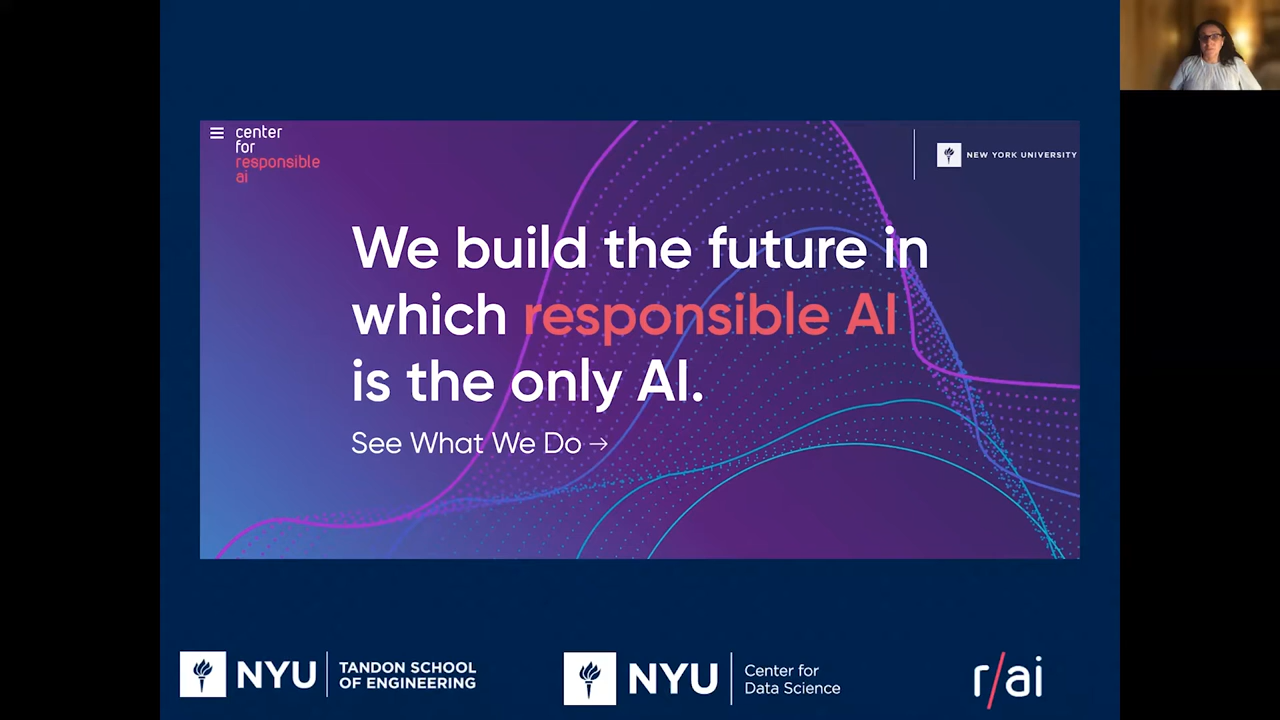 center
for
responsible
ai
NEW YORK UNIVERSITY
We build the future in
which responsible AI
is the only AI.
See What We Do →
NYU
TANDON SCHOOL
OF ENGINEERING
NYU
Center for
Data Science
r/ai